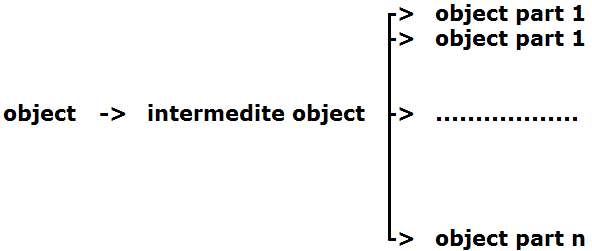 -> object part 1
-> object part 1
object -> intermedite object -> ..................
-> object part n